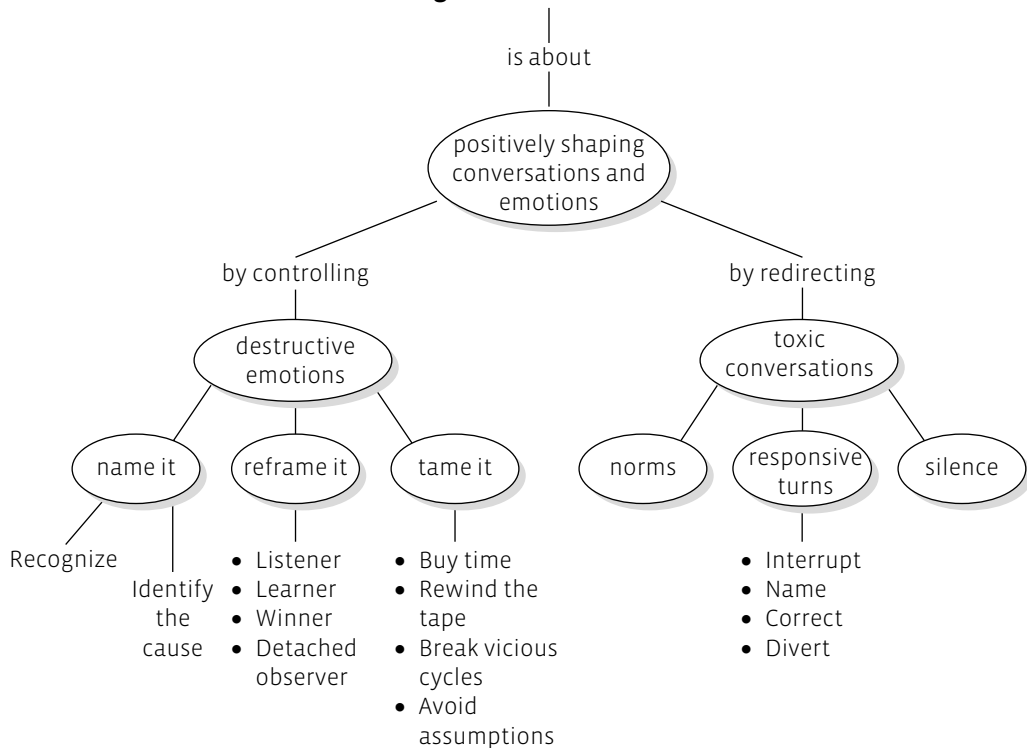 is about
positively shaping
conversations and
emotions
by controlling
by redirecting
destructive
emotions
toxic
conversations
name it
reframe it
tame it
norms
responsive
turns
silence
Recognize
Identify
the
cause
• Listener
• Learner
• Winner
• Detached
observer
• Buy time
• Rewind the
tape
• Break vicious
cycles
• Avoid
assumptions
• Interrupt
• Name
• Correct
• Divert